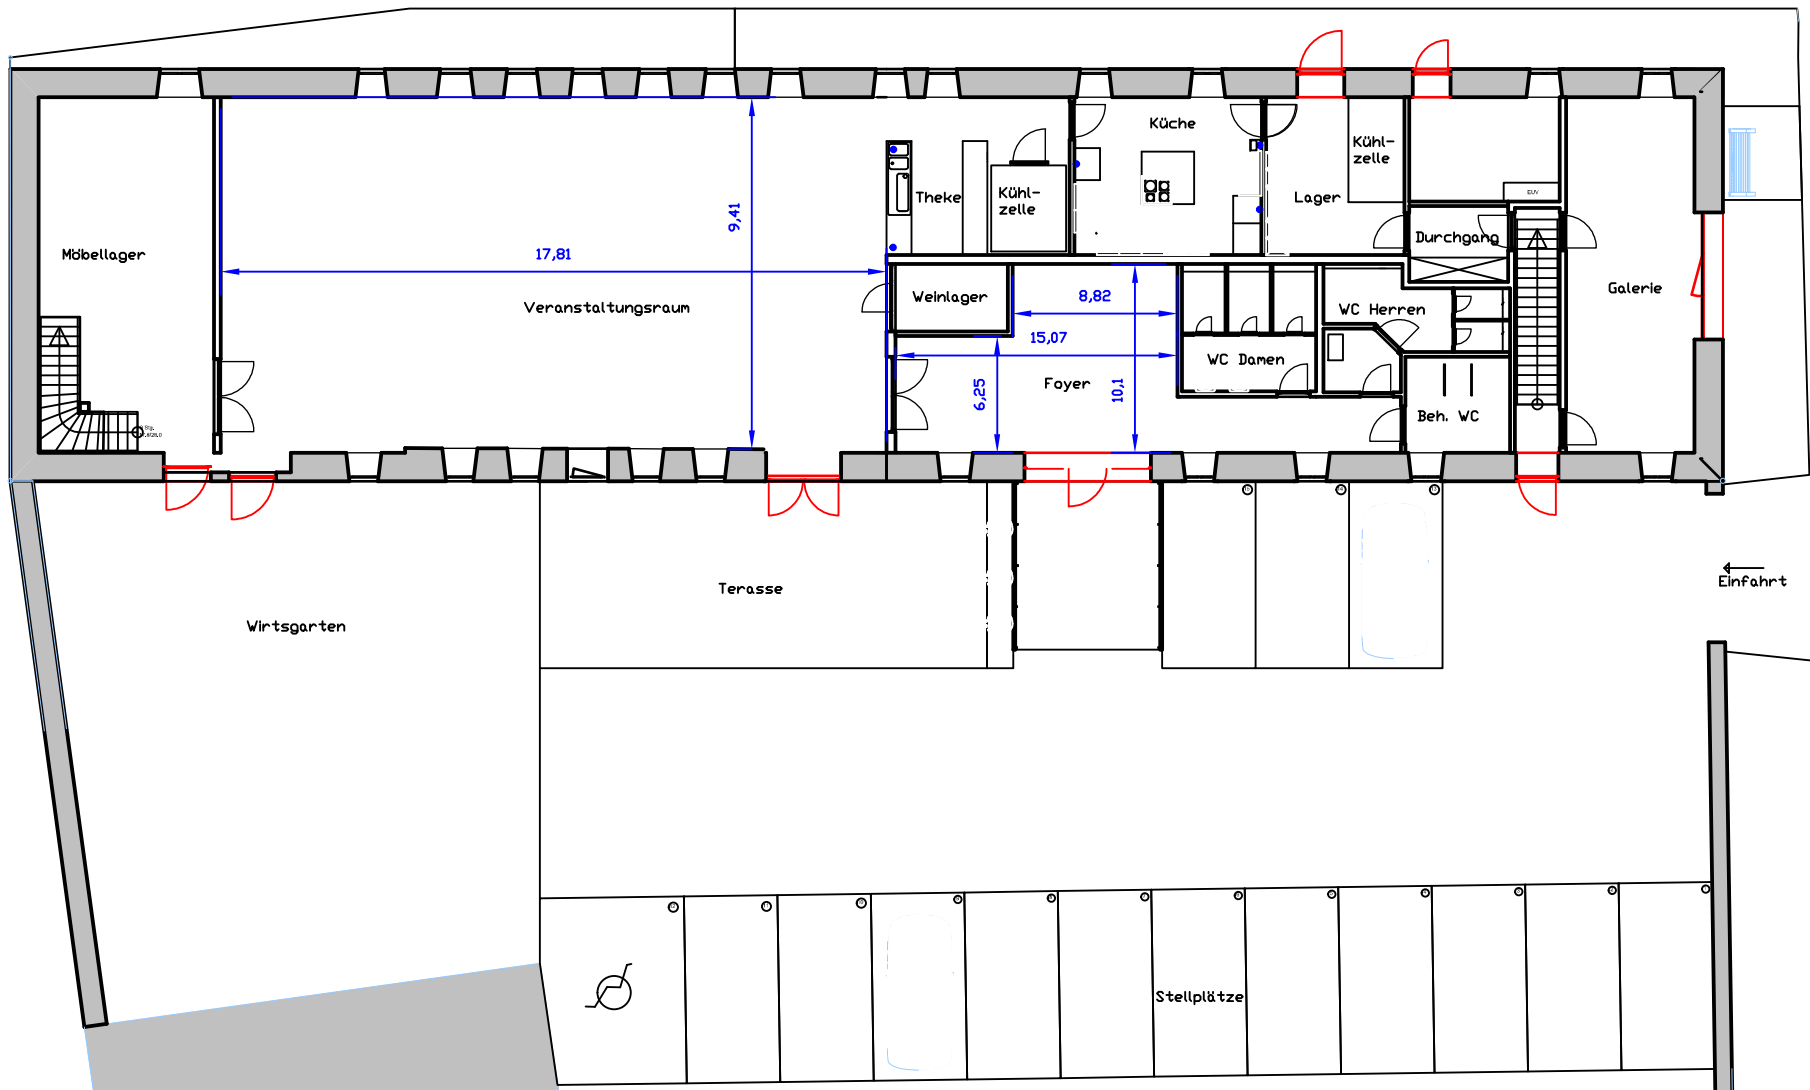 Küche
Kühl-
zelle
Theke
Kühl-
zelle
Lager
EUV
9,41
Durchgang
Möbellager
17,81
Veranstaltungsraum
Weinlager
8,82
WC Herren
Galerie
15,07
WC Damen
Foyer
6,25
10,1
Beh. WC
Einfahrt
Terasse
Wirtsgarten
Stellplätze